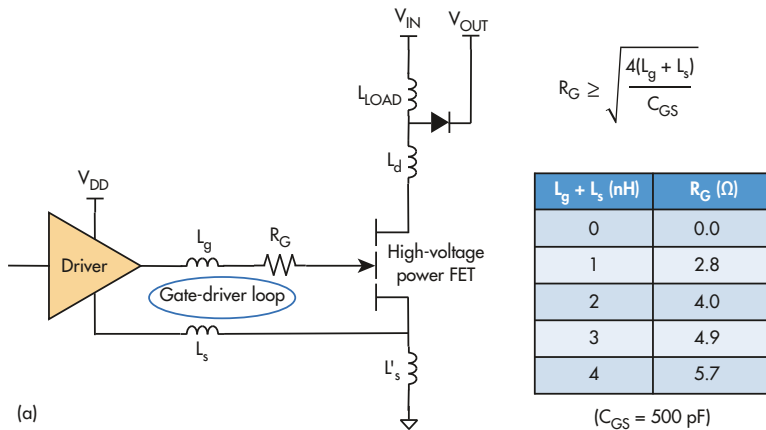 V_IN
V_OUT
L_LOAD
L_d
V_DD
Driver
L_g
R_G
High-voltage
power FET
Gate-driver loop
L_s
L'_s
(a)
R_G ≥ √(4(L_g + L_s) / C_GS)
L_g + L_s (nH) R_G (Ω)
0 0.0
1 2.8
2 4.0
3 4.9
4 5.7
(C_GS = 500 pF)